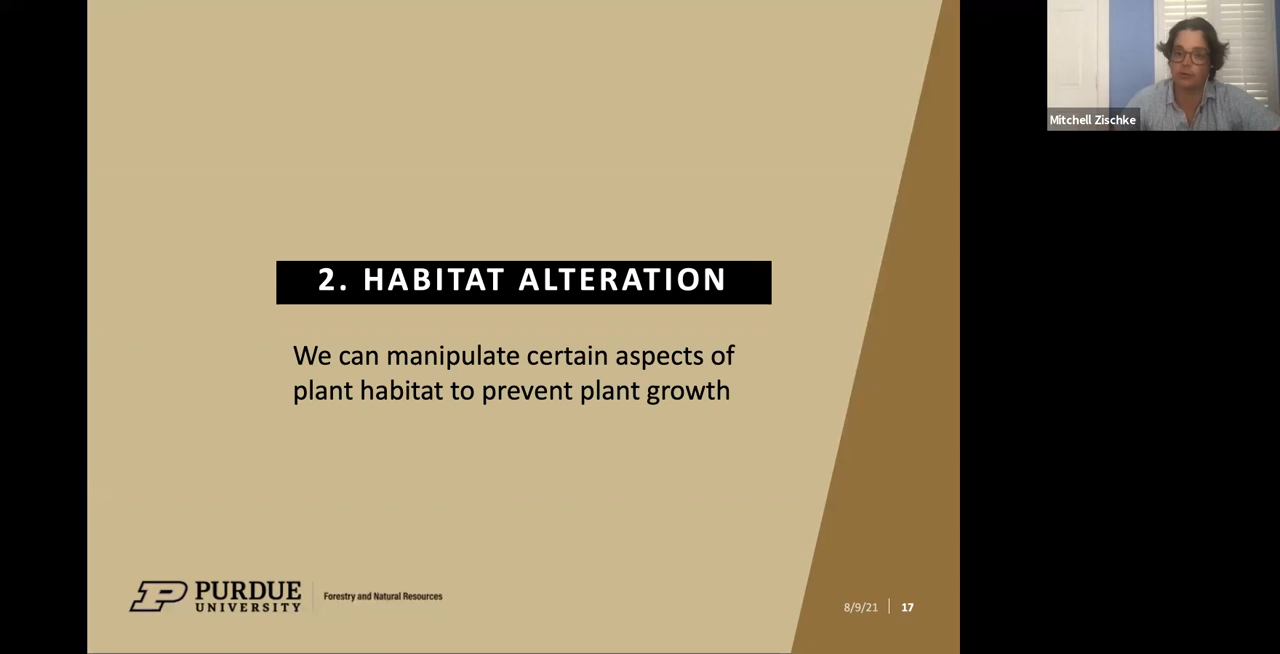 2. HABITAT ALTERATION
We can manipulate certain aspects of
plant habitat to prevent plant growth
PURDUE
UNIVERSITY
Forestry and Natural Resources
8/9/21
17
Mitchell Zischke